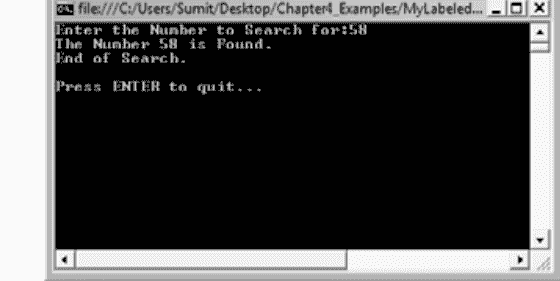 file:///C:/Users/Sumit/Desktop/Chapter4_Examples/MyLabeled...
Enter the Number to Search for:58
The Number 58 is Found.
End of Search.
Press ENTER to quit...